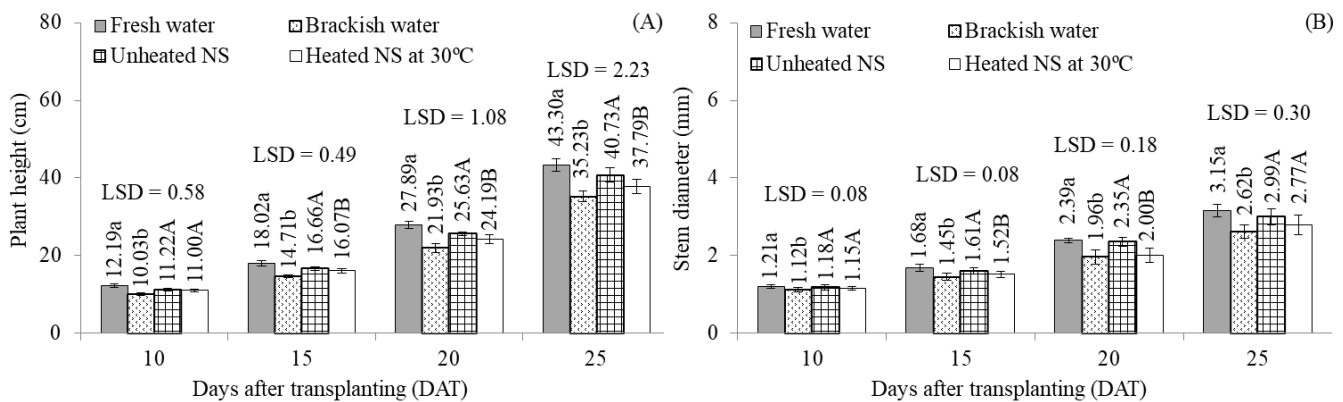 (A)
Fresh water
Brackish water
Unheated NS
Heated NS at 30ºC
Plant height (cm)
80
60
40
20
0
LSD = 0.58
12.19a
10.03b
11.22A
11.00A
LSD = 0.49
18.02a
14.71b
16.66A
16.07B
LSD = 1.08
27.89a
21.93b
25.63A
24.19B
LSD = 2.23
43.30a
35.23b
40.73A
37.79B
10
15
20
25
Days after transplanting (DAT)
(B)
Fresh water
Brackish water
Unheated NS
Heated NS at 30ºC
Stem diameter (mm)
8
6
4
2
0
LSD = 0.08
1.21a
1.12b
1.18A
1.15A
LSD = 0.08
1.68a
1.45b
1.61A
1.52B
LSD = 0.18
2.39a
1.96b
2.35A
2.00B
LSD = 0.30
3.15a
2.62b
2.99A
2.77A
10
15
20
25
Days after transplanting (DAT)